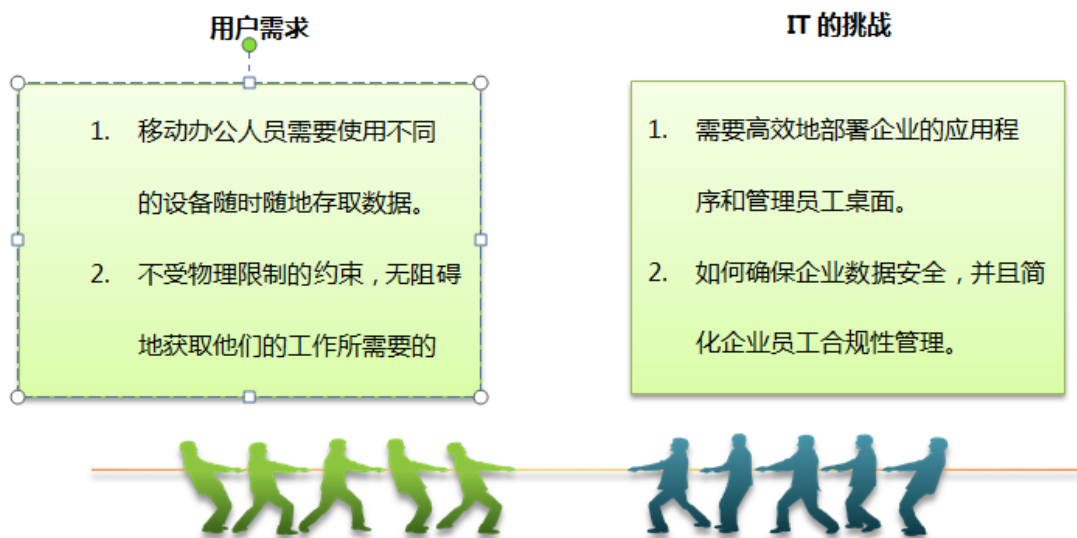 用户需求
1. 移动办公人员需要使用不同
的设备随时随地存取数据。
2. 不受物理限制的约束，无阻碍
地获取他们的工作所需要的
IT 的挑战
1. 需要高效地部署企业的应用程
序和管理员工桌面。
2. 如何确保企业数据安全，并且简
化企业员工合规性管理。